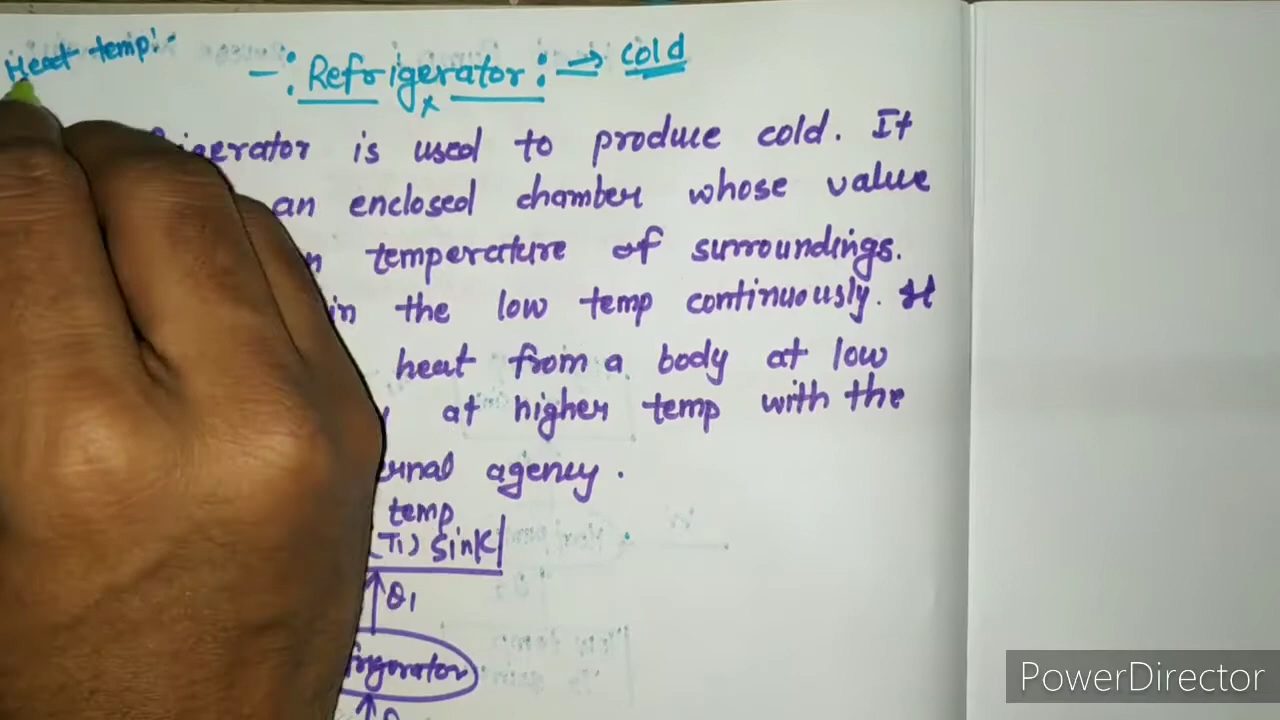 Heat temp:-
-: Refrigerator :- → cold
is used to produce cold. It
an enclosed chamber whose value
temperature of surroundings.
in the low temp continuously. It
heat from a body at low
at higher temp with the
agency.
temp
(T1) sink
Q1
PowerDirector